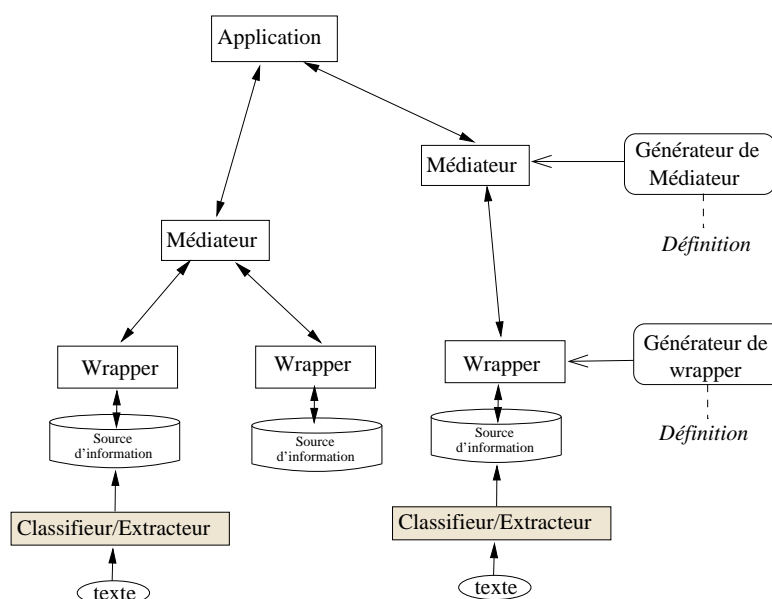 Application
Médiateur
Générateur de
Médiateur
Définition
Médiateur
Wrapper
Wrapper
Wrapper
Générateur de
wrapper
Définition
Source
d'information
Source
d'information
Source
d'information
Classifieur/Extracteur
Classifieur/Extracteur
texte
texte